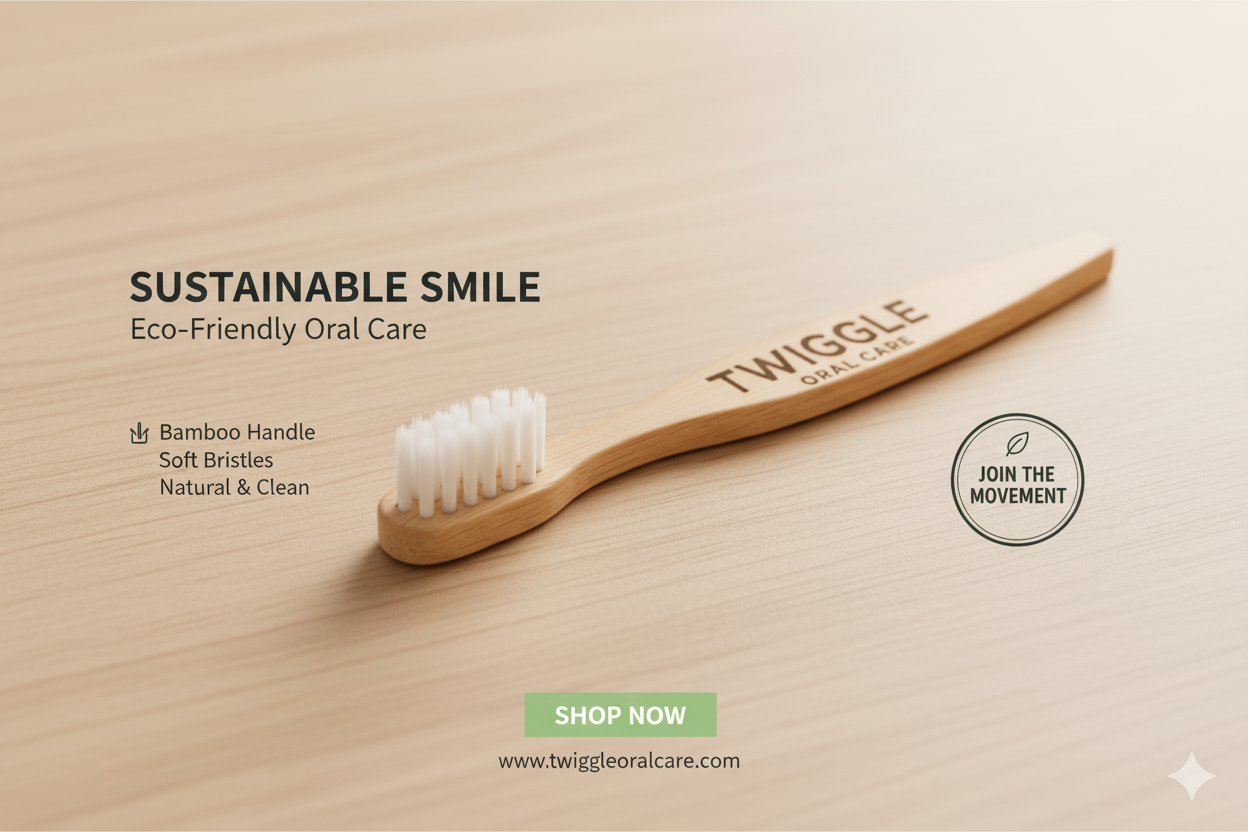 SUSTAINABLE SMILE
Eco-Friendly Oral Care
TWIGGLE
ORAL CARE
Bamboo Handle
Soft Bristles
Natural & Clean
JOIN THE
MOVEMENT
SHOP NOW
www.twiggleoralcare.com